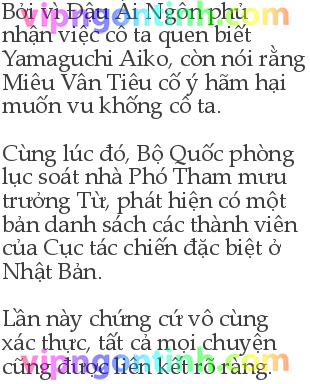 Bởi vì Đậu Ái Ngôn phủ
nhận việc cô ta quen biết
Yamaguchi Aiko, còn nói rằng
Miêu Vân Tiêu cố ý hãm hại
muốn vu khống cô ta.
Cùng lúc đó, Bộ Quốc phòng
lục soát nhà Phó Tham mưu
trưởng Từ, phát hiện có một
bản danh sách các thành viên
của Cục tác chiến đặc biệt ở
Nhật Bản.
Lần này chứng cứ vô cùng
xác thực, tất cả mọi chuyện
cũng được liên kết rõ ràng.
vipngontinh.com
vipngontinh.com